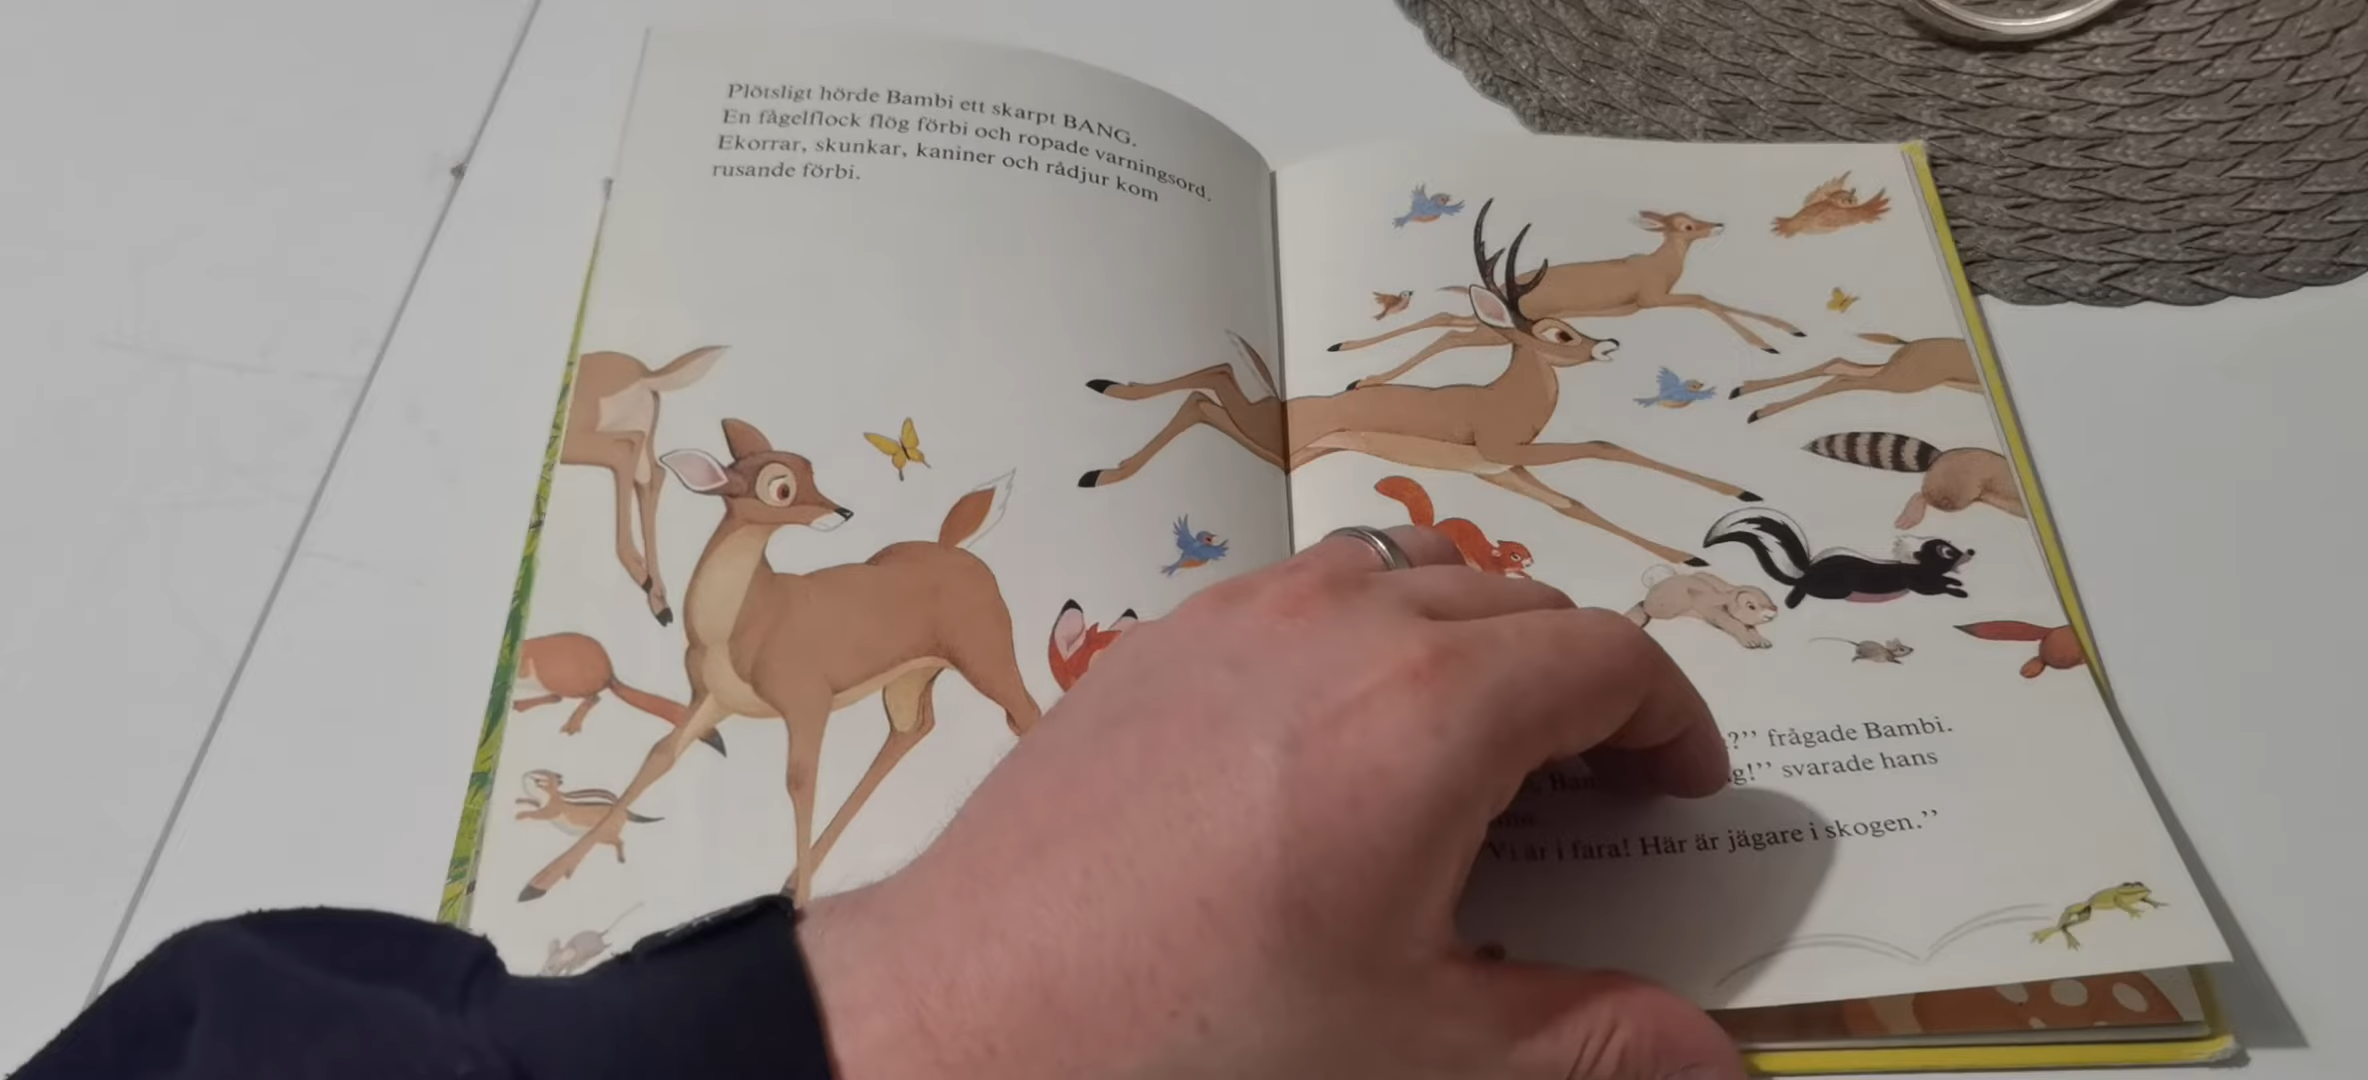 Plötsligt hörde Bambi ett skarpt BANG.
En fågelflock flög förbi och ropade varningsord.
Ekorrar, skunkar, kaniner och rådjur kom
rusande förbi.
?’’ frågade Bambi.
g!’’ svarade hans
Vi är i fara! Här är jägare i skogen.’’